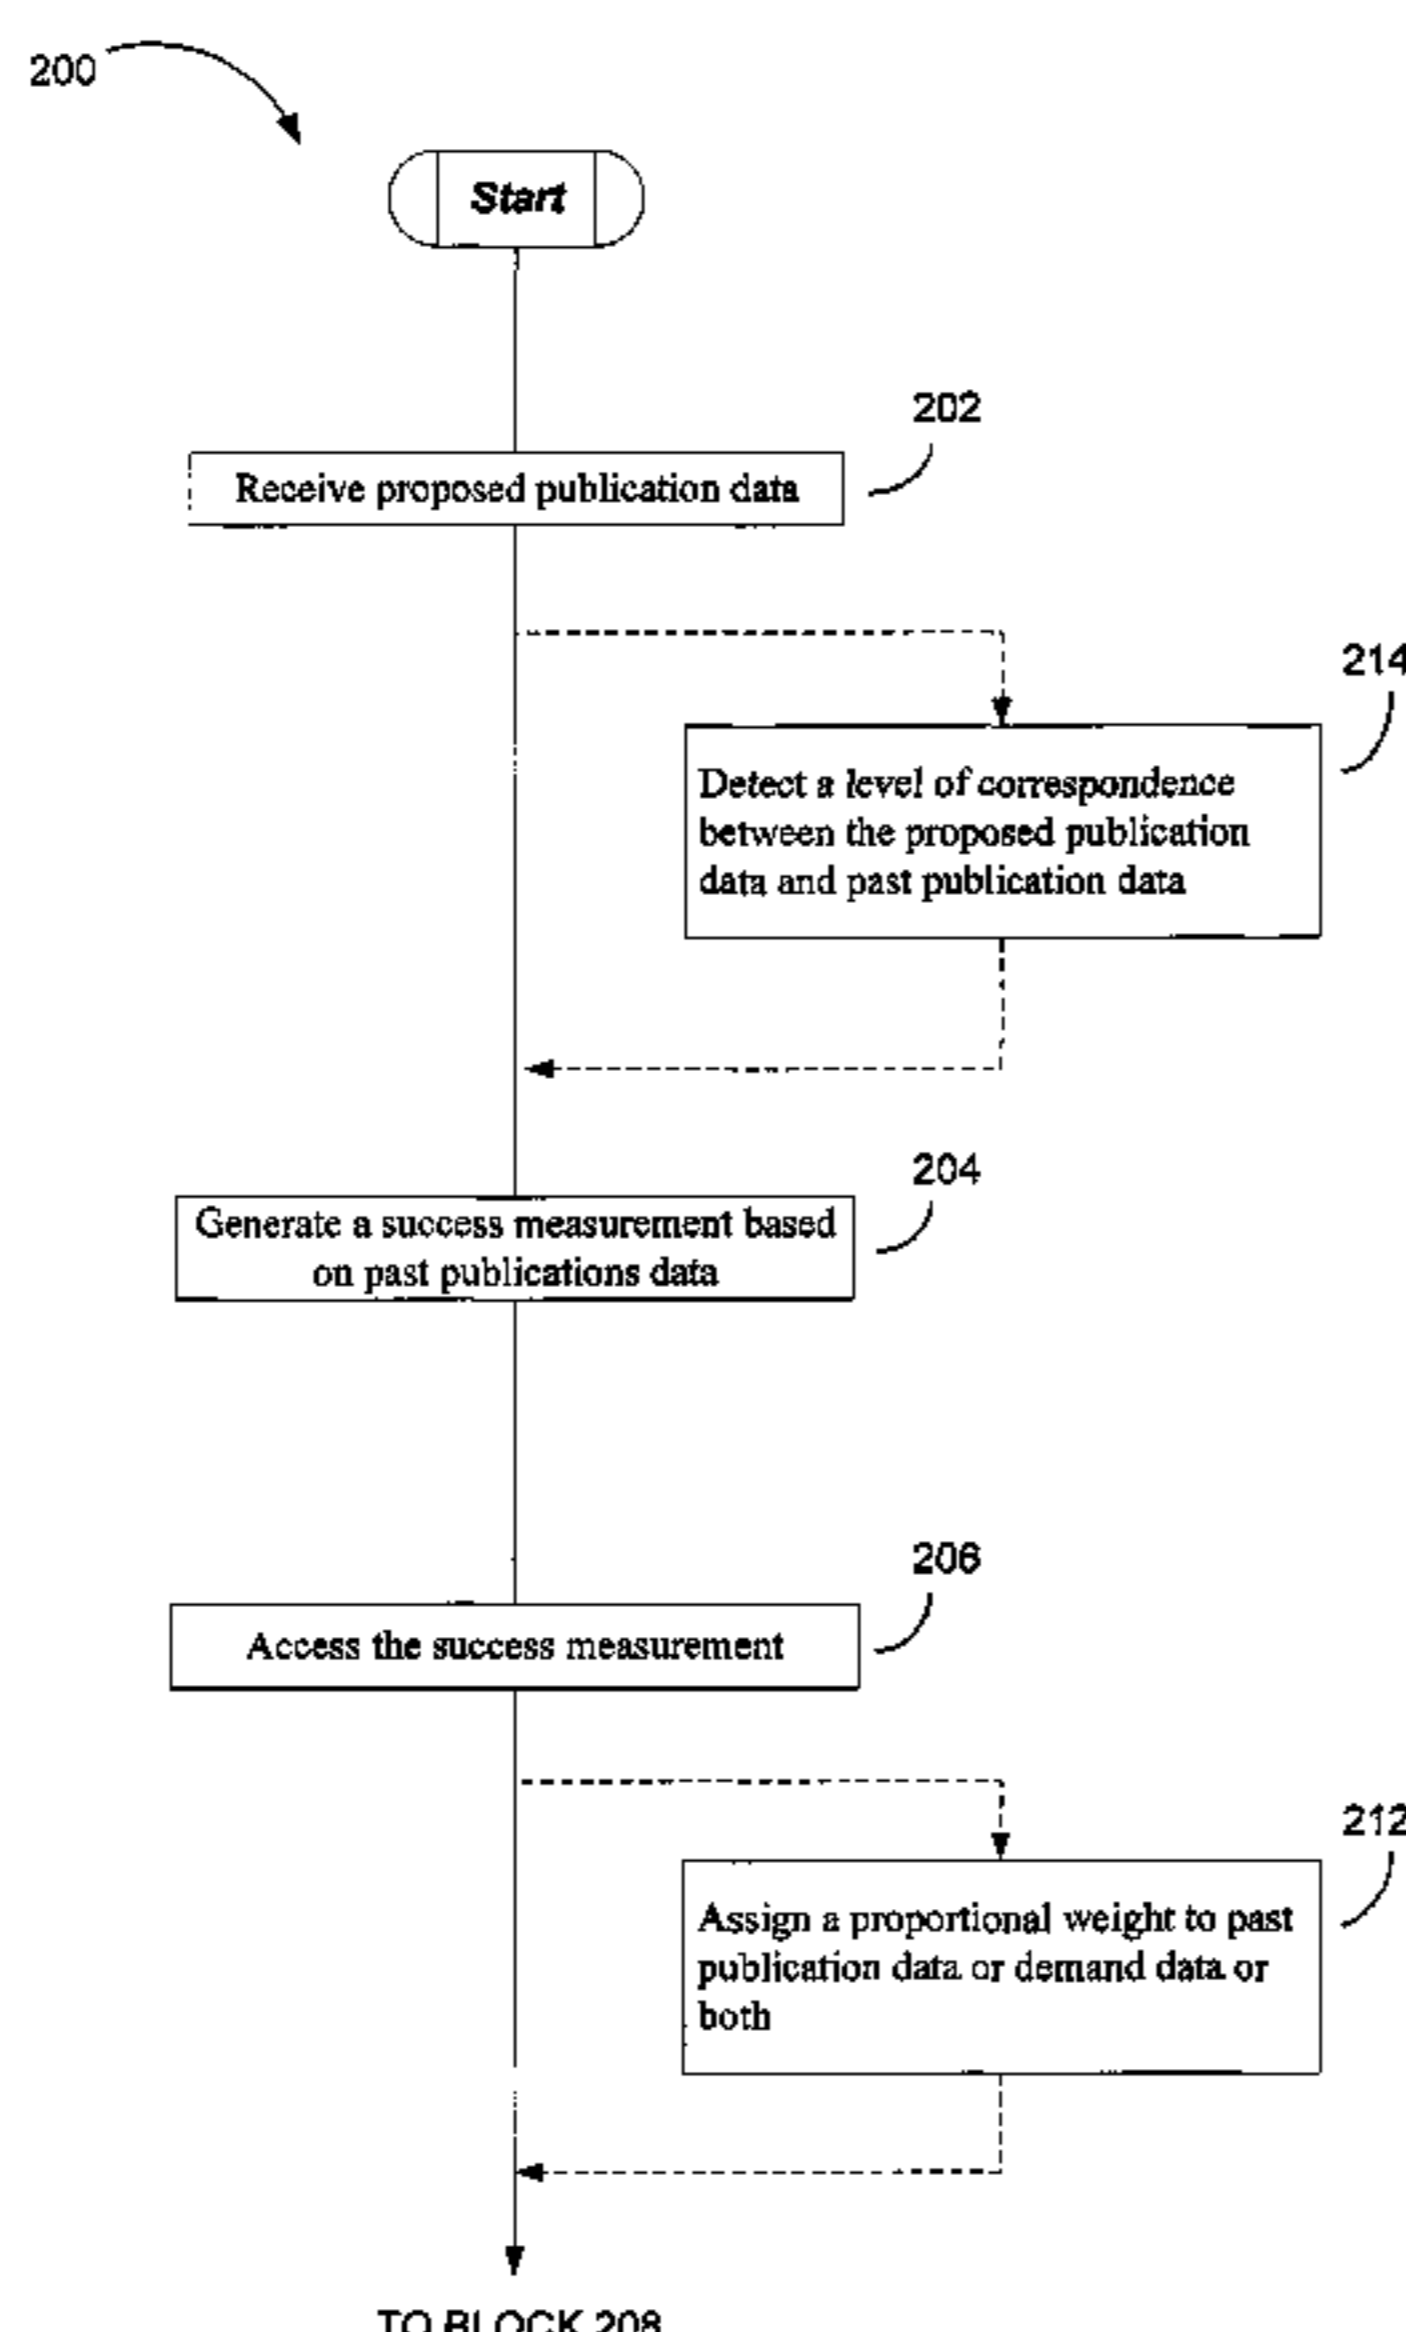 200
Start
202
Receive proposed publication data
214
Detect a level of correspondence
between the proposed publication
data and past publication data
204
Generate a success measurement based
on past publications data
206
Access the success measurement
212
Assign a proportional weight to past
publication data or demand data or
both
TO BLOCK 208